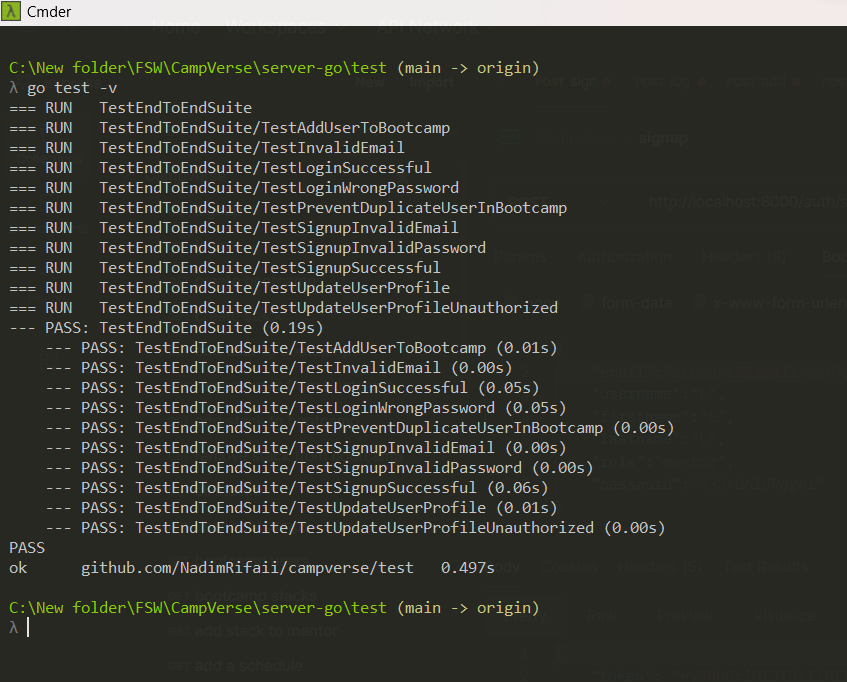 λ Cmder
C:\New folder\FSW\CampVerse\server-go\test (main -> origin)
λ go test -v
=== RUN   TestEndToEndSuite
=== RUN   TestEndToEndSuite/TestAddUserToBootcamp
=== RUN   TestEndToEndSuite/TestInvalidEmail
=== RUN   TestEndToEndSuite/TestLoginSuccessful
=== RUN   TestEndToEndSuite/TestLoginWrongPassword
=== RUN   TestEndToEndSuite/TestPreventDuplicateUserInBootcamp
=== RUN   TestEndToEndSuite/TestSignupInvalidEmail
=== RUN   TestEndToEndSuite/TestSignupInvalidPassword
=== RUN   TestEndToEndSuite/TestSignupSuccessful
=== RUN   TestEndToEndSuite/TestUpdateUserProfile
=== RUN   TestEndToEndSuite/TestUpdateUserProfileUnauthorized
--- PASS: TestEndToEndSuite (0.19s)
    --- PASS: TestEndToEndSuite/TestAddUserToBootcamp (0.01s)
    --- PASS: TestEndToEndSuite/TestInvalidEmail (0.00s)
    --- PASS: TestEndToEndSuite/TestLoginSuccessful (0.05s)
    --- PASS: TestEndToEndSuite/TestLoginWrongPassword (0.05s)
    --- PASS: TestEndToEndSuite/TestPreventDuplicateUserInBootcamp (0.00s)
    --- PASS: TestEndToEndSuite/TestSignupInvalidEmail (0.00s)
    --- PASS: TestEndToEndSuite/TestSignupInvalidPassword (0.00s)
    --- PASS: TestEndToEndSuite/TestSignupSuccessful (0.06s)
    --- PASS: TestEndToEndSuite/TestUpdateUserProfile (0.01s)
    --- PASS: TestEndToEndSuite/TestUpdateUserProfileUnauthorized (0.00s)
PASS
ok      github.com/NadimRifaii/campverse/test   0.497s
C:\New folder\FSW\CampVerse\server-go\test (main -> origin)
λ